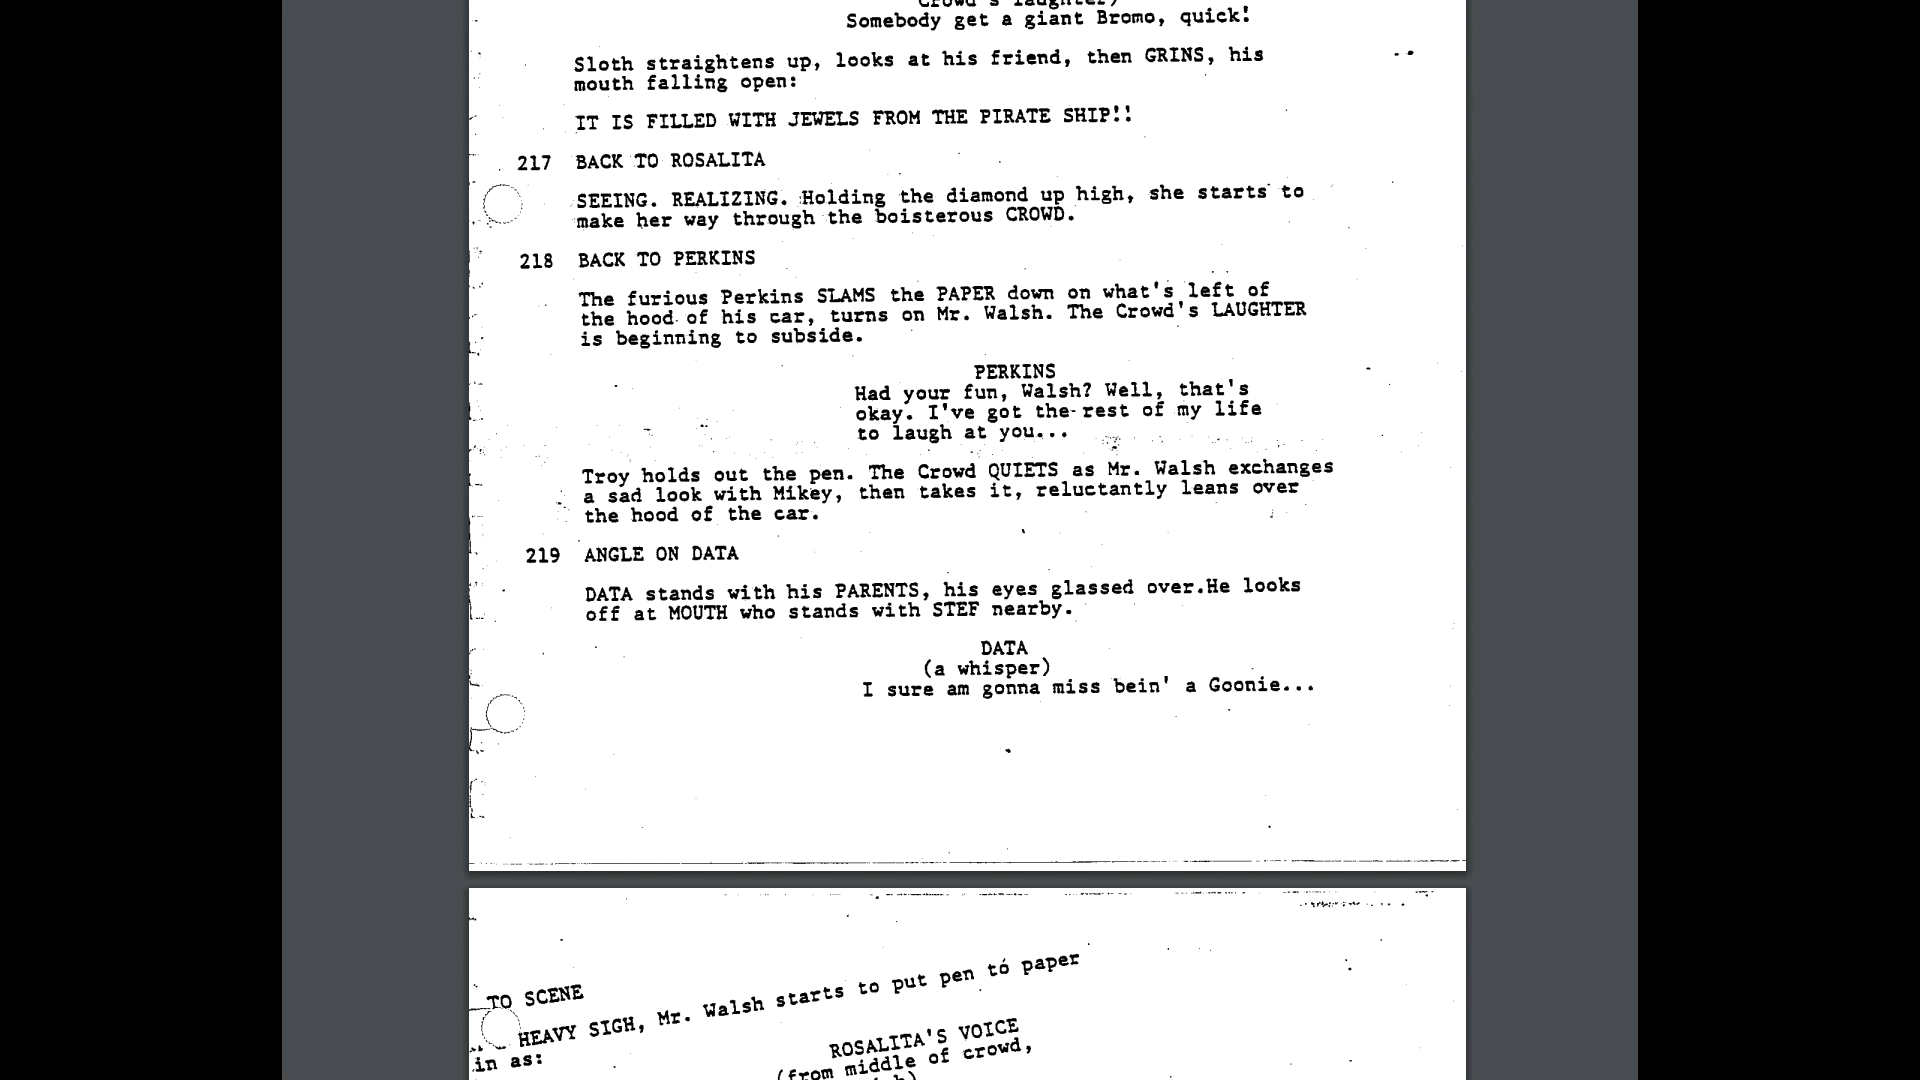 Somebody get a giant Bromo, quick!
Sloth straightens up, looks at his friend, then GRINS, his
mouth falling open:
IT IS FILLED WITH JEWELS FROM THE PIRATE SHIP!!
217 BACK TO ROSALITA
SEEING. REALIZING. Holding the diamond up high, she starts to
make her way through the boisterous CROWD.
218 BACK TO PERKINS
The furious Perkins SLAMS the PAPER down on what's left of
the hood of his car, turns on Mr. Walsh. The Crowd's LAUGHTER
is beginning to subside.
PERKINS
Had your fun, Walsh? Well, that's
okay. I've got the rest of my life
to laugh at you...
Troy holds out the pen. The Crowd QUIETS as Mr. Walsh exchanges
a sad look with Mikey, then takes it, reluctantly leans over
the hood of the car.
219 ANGLE ON DATA
DATA stands with his PARENTS, his eyes glassed over.He looks
off at MOUTH who stands with STEF nearby.
DATA
(a whisper)
I sure am gonna miss bein' a Goonie...
TO SCENE
HEAVY SIGH, Mr. Walsh starts to put pen to paper
in as:
ROSALITA'S VOICE
(from middle of crowd,